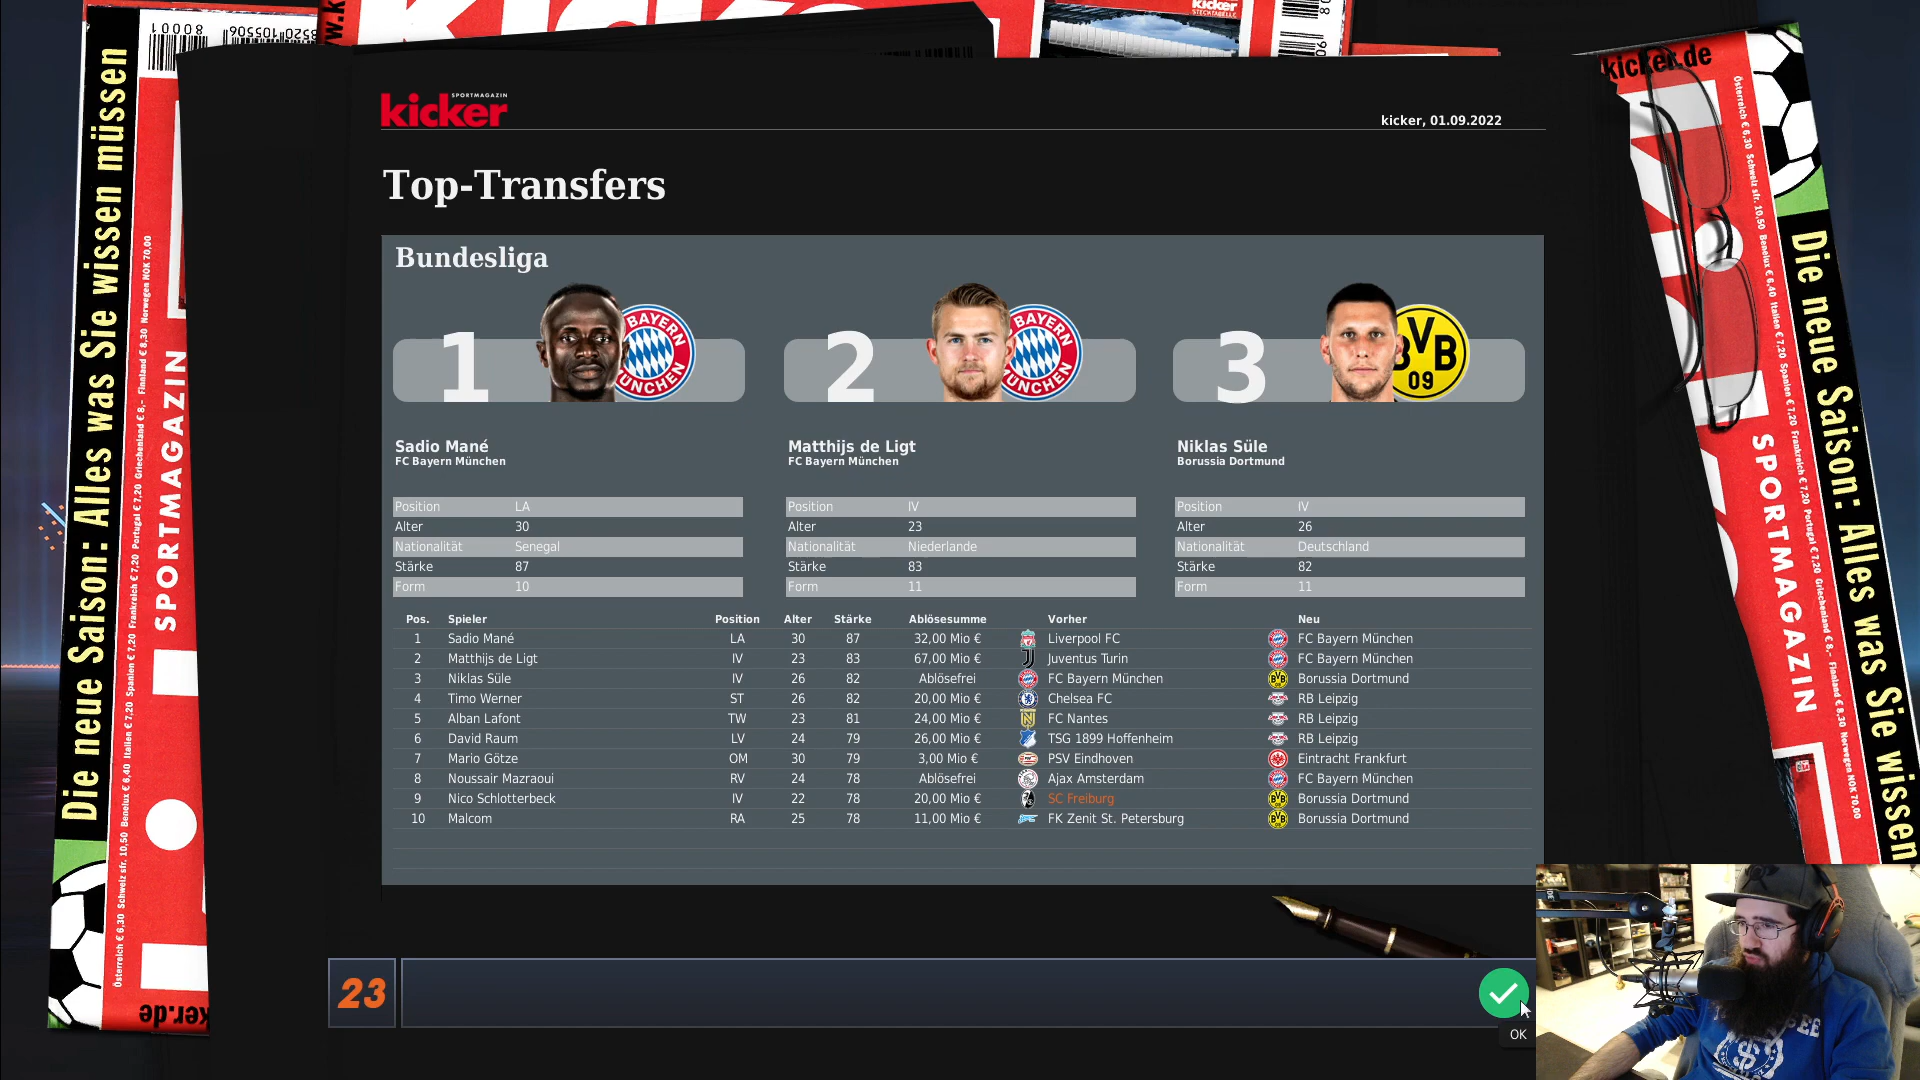 Die neue Saison: Alles was Sie wissen müssen
SPORTMAGAZIN
kicker
SPORTMAGAZIN
kicker
kicker.de
kicker, 01.09.2022
Top-Transfers
Bundesliga
1
2
3
BAYERN
MÜNCHEN
BAYERN
MÜNCHEN
BVB
09
Sadio Mané
FC Bayern München
Matthijs de Ligt
FC Bayern München
Niklas Süle
Borussia Dortmund
Position LA
Alter 30
Nationalität Senegal
Stärke 87
Form 10
Position IV
Alter 23
Nationalität Niederlande
Stärke 83
Form 11
Position IV
Alter 26
Nationalität Deutschland
Stärke 82
Form 11
Pos. Spieler Position Alter Stärke Ablösesumme Vorher Neu
1 Sadio Mané LA 30 87 32,00 Mio € Liverpool FC FC Bayern München
2 Matthijs de Ligt IV 23 83 67,00 Mio € Juventus Turin FC Bayern München
3 Niklas Süle IV 26 82 Ablösefrei FC Bayern München Borussia Dortmund
4 Timo Werner ST 26 82 20,00 Mio € Chelsea FC RB Leipzig
5 Alban Lafont TW 23 81 24,00 Mio € FC Nantes RB Leipzig
6 David Raum LV 24 79 26,00 Mio € TSG 1899 Hoffenheim RB Leipzig
7 Mario Götze OM 30 79 3,00 Mio € PSV Eindhoven Eintracht Frankfurt
8 Noussair Mazraoui RV 24 78 Ablösefrei Ajax Amsterdam FC Bayern München
9 Nico Schlotterbeck IV 22 78 20,00 Mio € SC Freiburg Borussia Dortmund
10 Malcom RA 25 78 11,00 Mio € FK Zenit St. Petersburg Borussia Dortmund
Die neue Saison: Alles was Sie wissen
SPORTMAGAZIN
23
OK